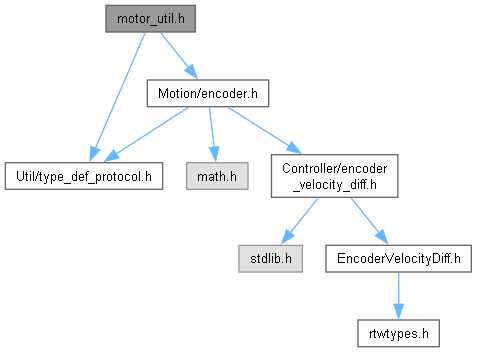 motor_util.h
Motion/encoder.h
Util/type_def_protocol.h
math.h
Controller/encoder
_velocity_diff.h
stdlib.h
EncoderVelocityDiff.h
rtwtypes.h